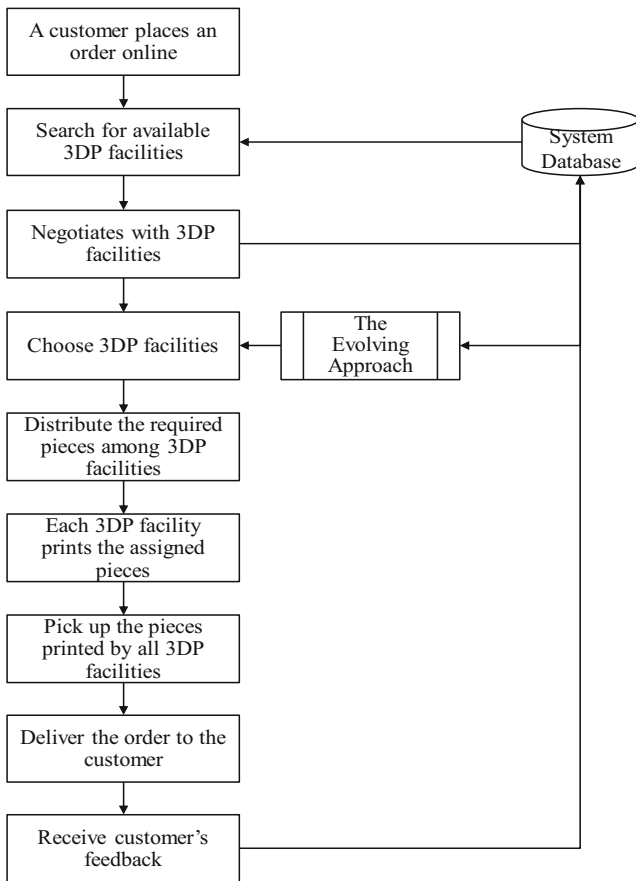 A customer places an
order online
Search for available
3DP facilities
System
Database
Negotiates with 3DP
facilities
Choose 3DP facilities
The
Evolving
Approach
Distribute the required
pieces among 3DP
facilities
Each 3DP facility
prints the assigned
pieces
Pick up the pieces
printed by all 3DP
facilities
Deliver the order to the
customer
Receive customer’s
feedback